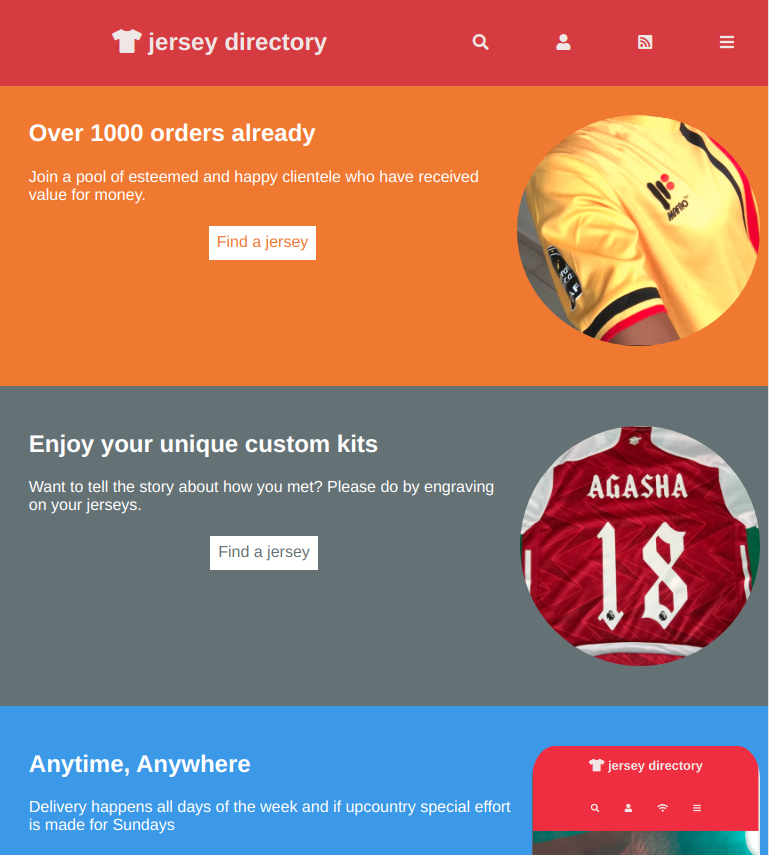 jersey directory
Over 1000 orders already
Join a pool of esteemed and happy clientele who have received
value for money.
Find a jersey
MAFRO
Enjoy your unique custom kits
Want to tell the story about how you met? Please do by engraving
on your jerseys.
Find a jersey
AGASHA
18
Anytime, Anywhere
Delivery happens all days of the week and if upcountry special effort
is made for Sundays
jersey directory